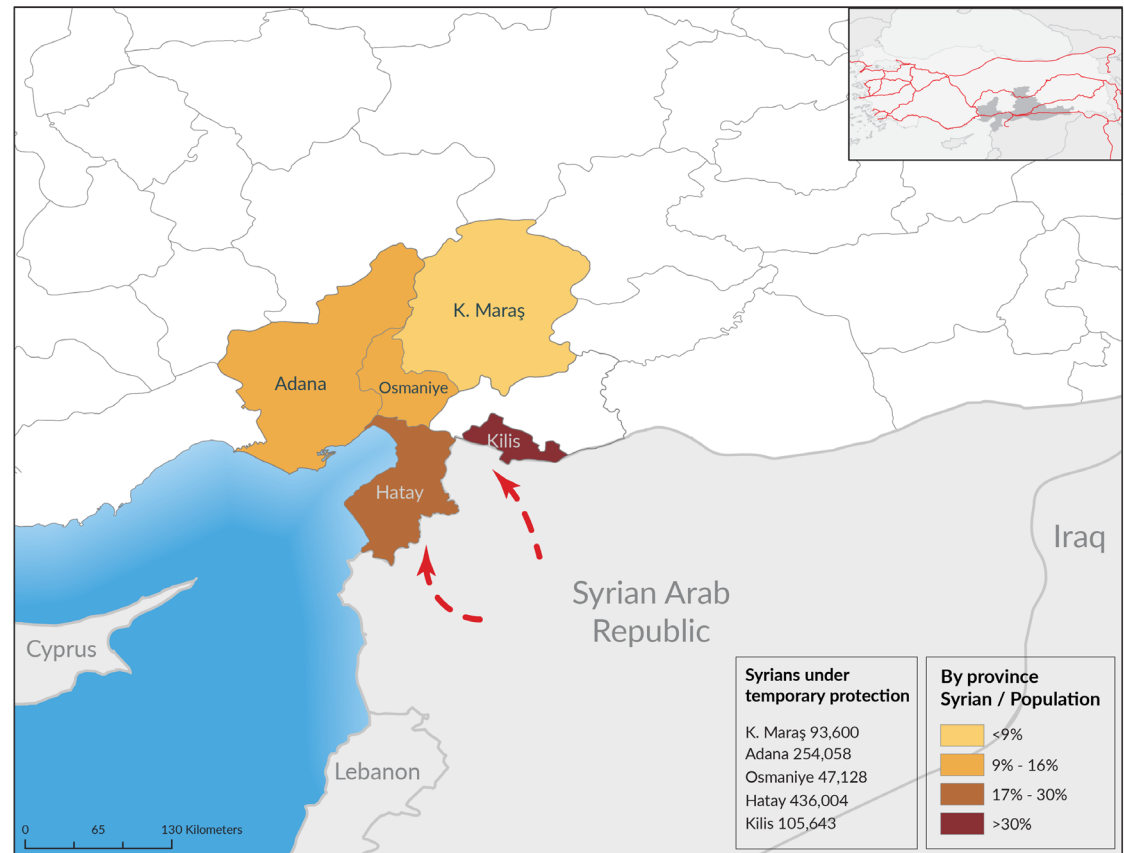 K. Maraş
Adana
Osmaniye
Kilis
Hatay
Iraq
Syrian Arab
Republic
Cyprus
Lebanon
Syrians under
temporary protection
K. Maraş 93,600
Adana 254,058
Osmaniye 47,128
Hatay 436,004
Kilis 105,643
By province
Syrian / Population
<9%
9% - 16%
17% - 30%
>30%
0 65 130 Kilometers